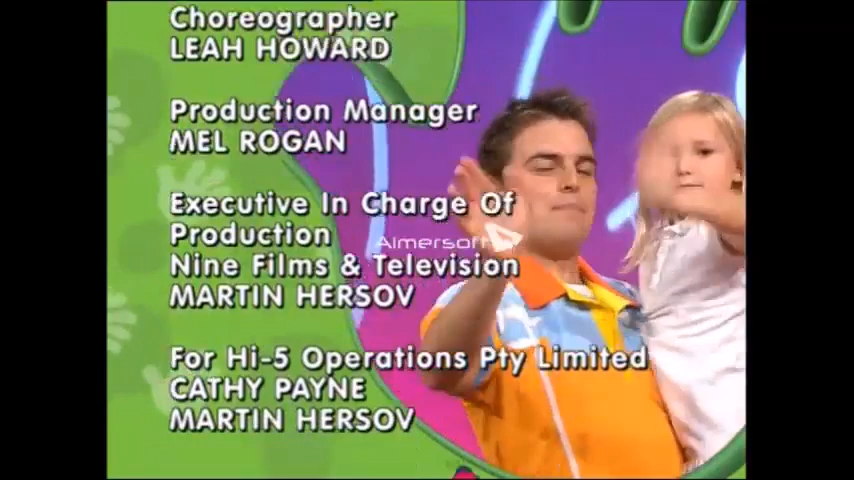 Choreographer
LEAH HOWARD
Production Manager
MEL ROGAN
Executive In Charge Of
Production
Aimersoft
Nine Films & Television
MARTIN HERSOV
For Hi-5 Operations Pty Limited
CATHY PAYNE
MARTIN HERSOV